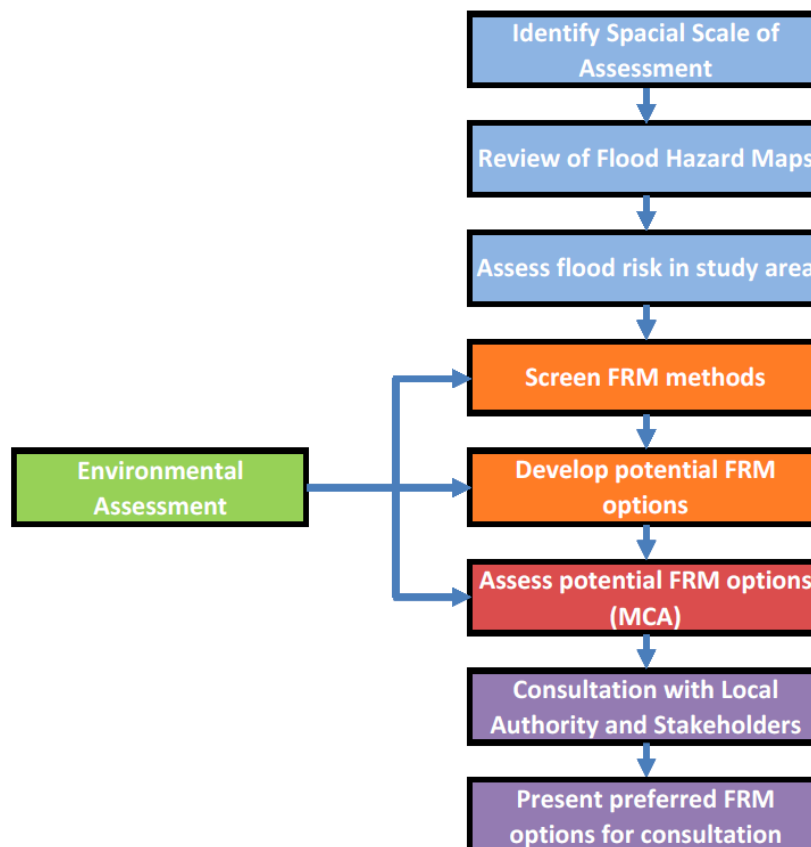 Identify Spacial Scale of
Assessment
Review of Flood Hazard Maps
Assess flood risk in study area
Screen FRM methods
Environmental
Assessment
Develop potential FRM
options
Assess potential FRM options
(MCA)
Consultation with Local
Authority and Stakeholders
Present preferred FRM
options for consultation